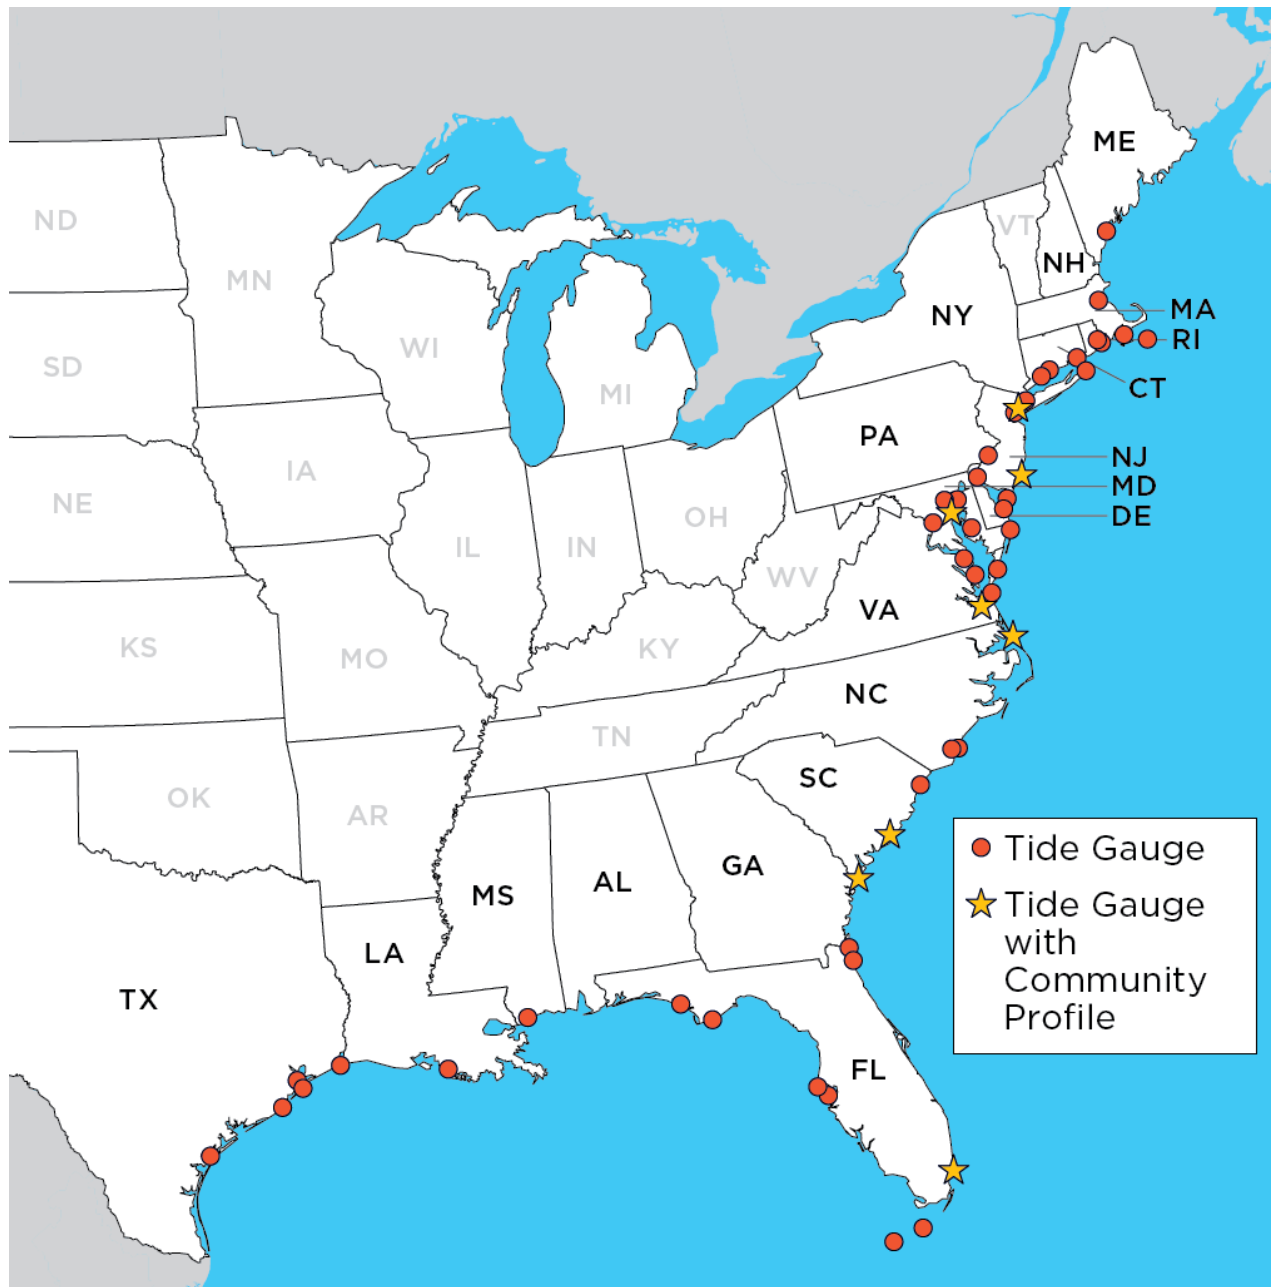 ME
ND
VT
NH
MN
MA
NY
RI
WI
SD
CT
MI
PA
NJ
IA
MD
NE
OH
DE
IL
IN
WV
VA
KS
KY
MO
NC
TN
SC
OK
AR
Tide Gauge
GA
AL
MS
Tide Gauge
with
Community
Profile
LA
TX
FL